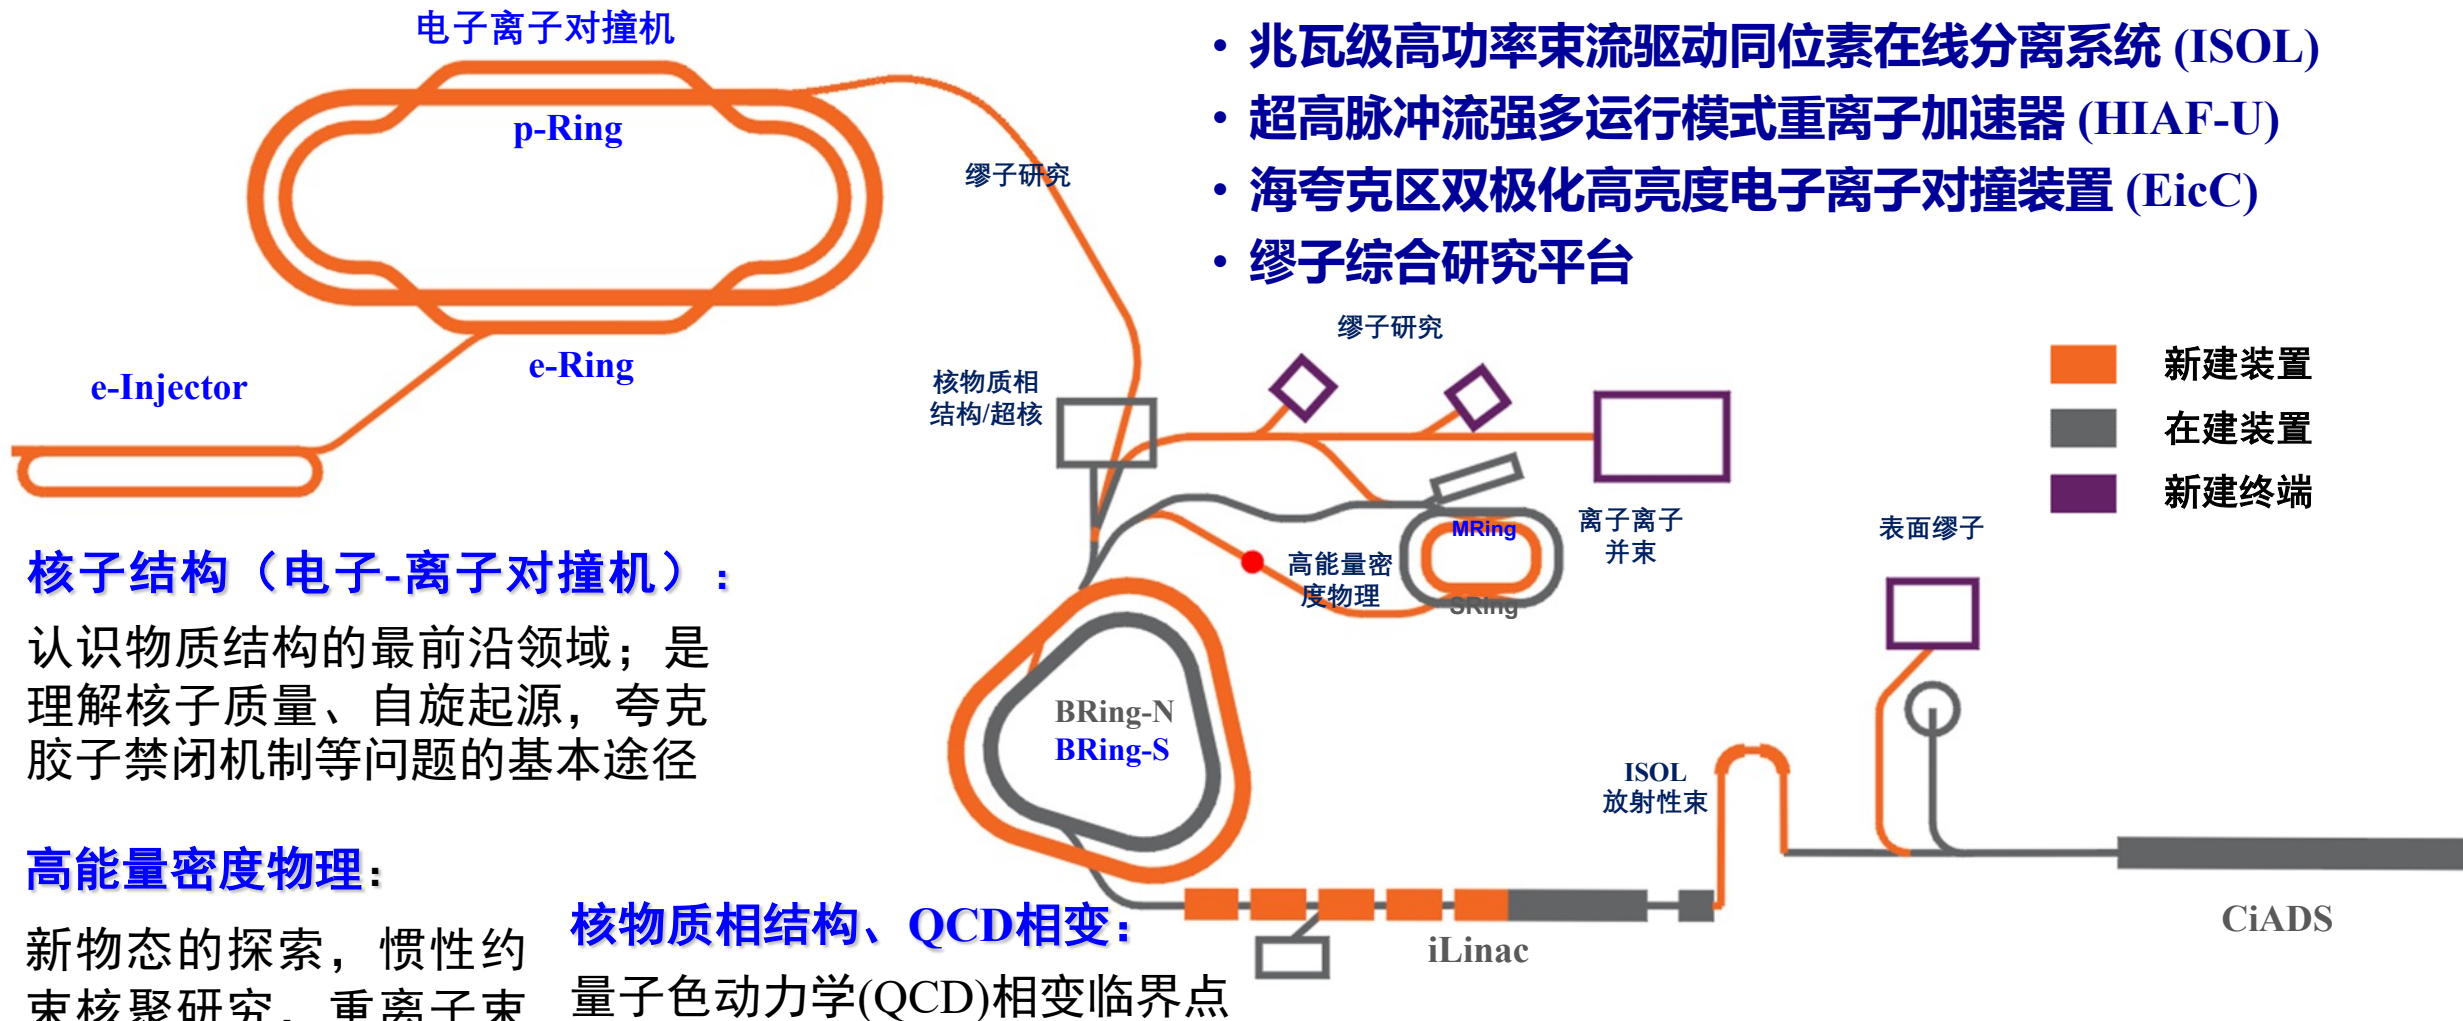 电子离子对撞机
p-Ring
e-Ring
e-Injector
缪子研究
• 兆瓦级高功率束流驱动同位素在线分离系统 (ISOL)
• 超高脉冲流强多运行模式重离子加速器 (HIAF-U)
• 海夸克区双极化高亮度电子离子对撞装置 (EicC)
• 缪子综合研究平台
缪子研究
新建装置
在建装置
新建终端
核物质相
结构/超核
MRing
SRing
离子离子
并束
高能量密
度物理
表面缪子
BRing-N
BRing-S
ISOL
放射性束
iLinac
CiADS
核子结构（电子-离子对撞机）:
认识物质结构的最前沿领域；是
理解核子质量、自旋起源，夸克
胶子禁闭机制等问题的基本途径
高能量密度物理:
新物态的探索，惯性约
束核聚研究，重离子束
核物质相结构、QCD相变:
量子色动力学(QCD)相变临界点